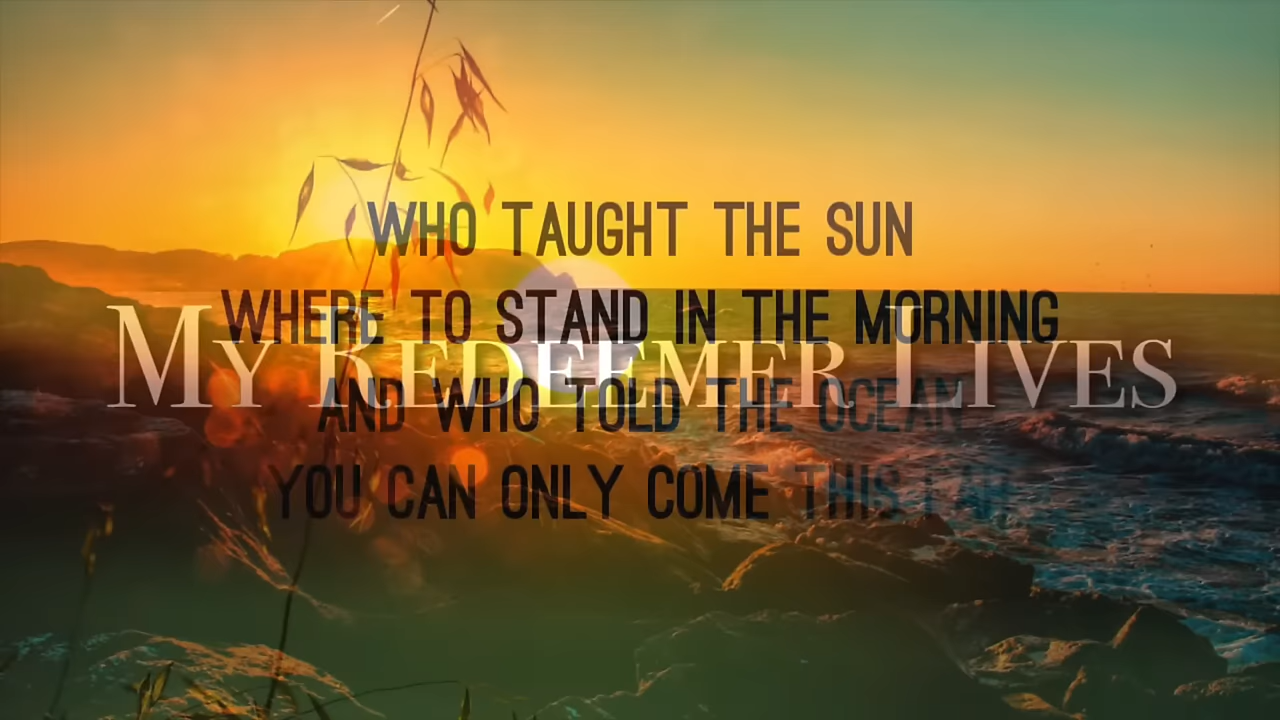 WHO TAUGHT THE SUN
WHERE TO STAND IN THE MORNING
MY REDEEMER LIVES
AND WHO TOLD THE OCEAN
YOU CAN ONLY COME THIS FAR